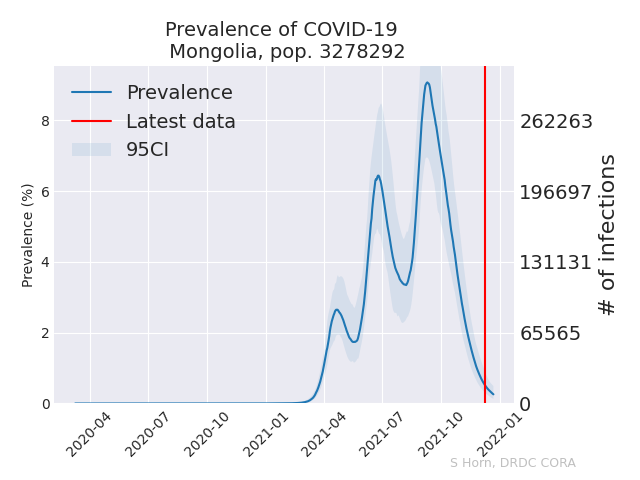 Prevalence of COVID-19
Mongolia, pop. 3278292
Prevalence
Latest data
95CI
Prevalence (%)
8
6
4
2
0
262263
196697
131131
65565
0
# of infections
2020-04
2020-07
2020-10
2021-01
2021-04
2021-07
2021-10
2022-01
S Horn, DRDC CORA